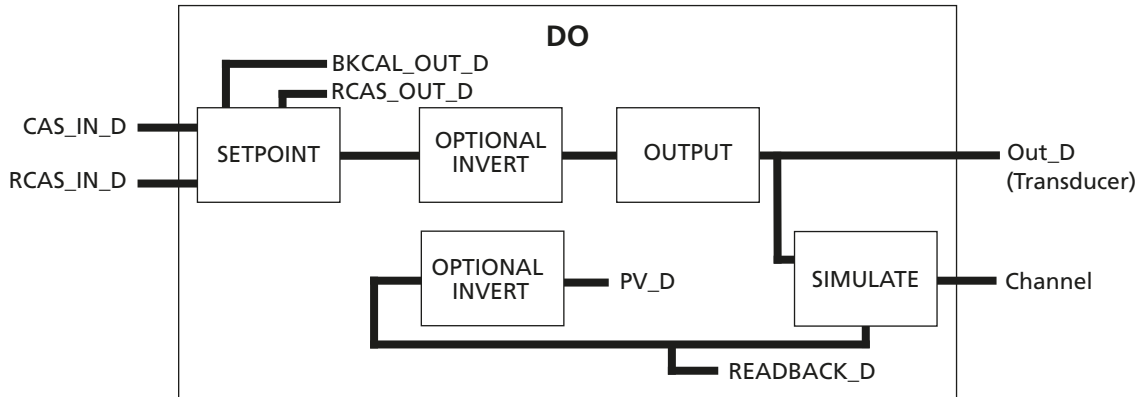 DO
BKCAL_OUT_D
RCAS_OUT_D
CAS_IN_D
RCAS_IN_D
SETPOINT
OPTIONAL
INVERT
OUTPUT
Out_D
(Transducer)
OPTIONAL
INVERT
PV_D
SIMULATE
Channel
READBACK_D